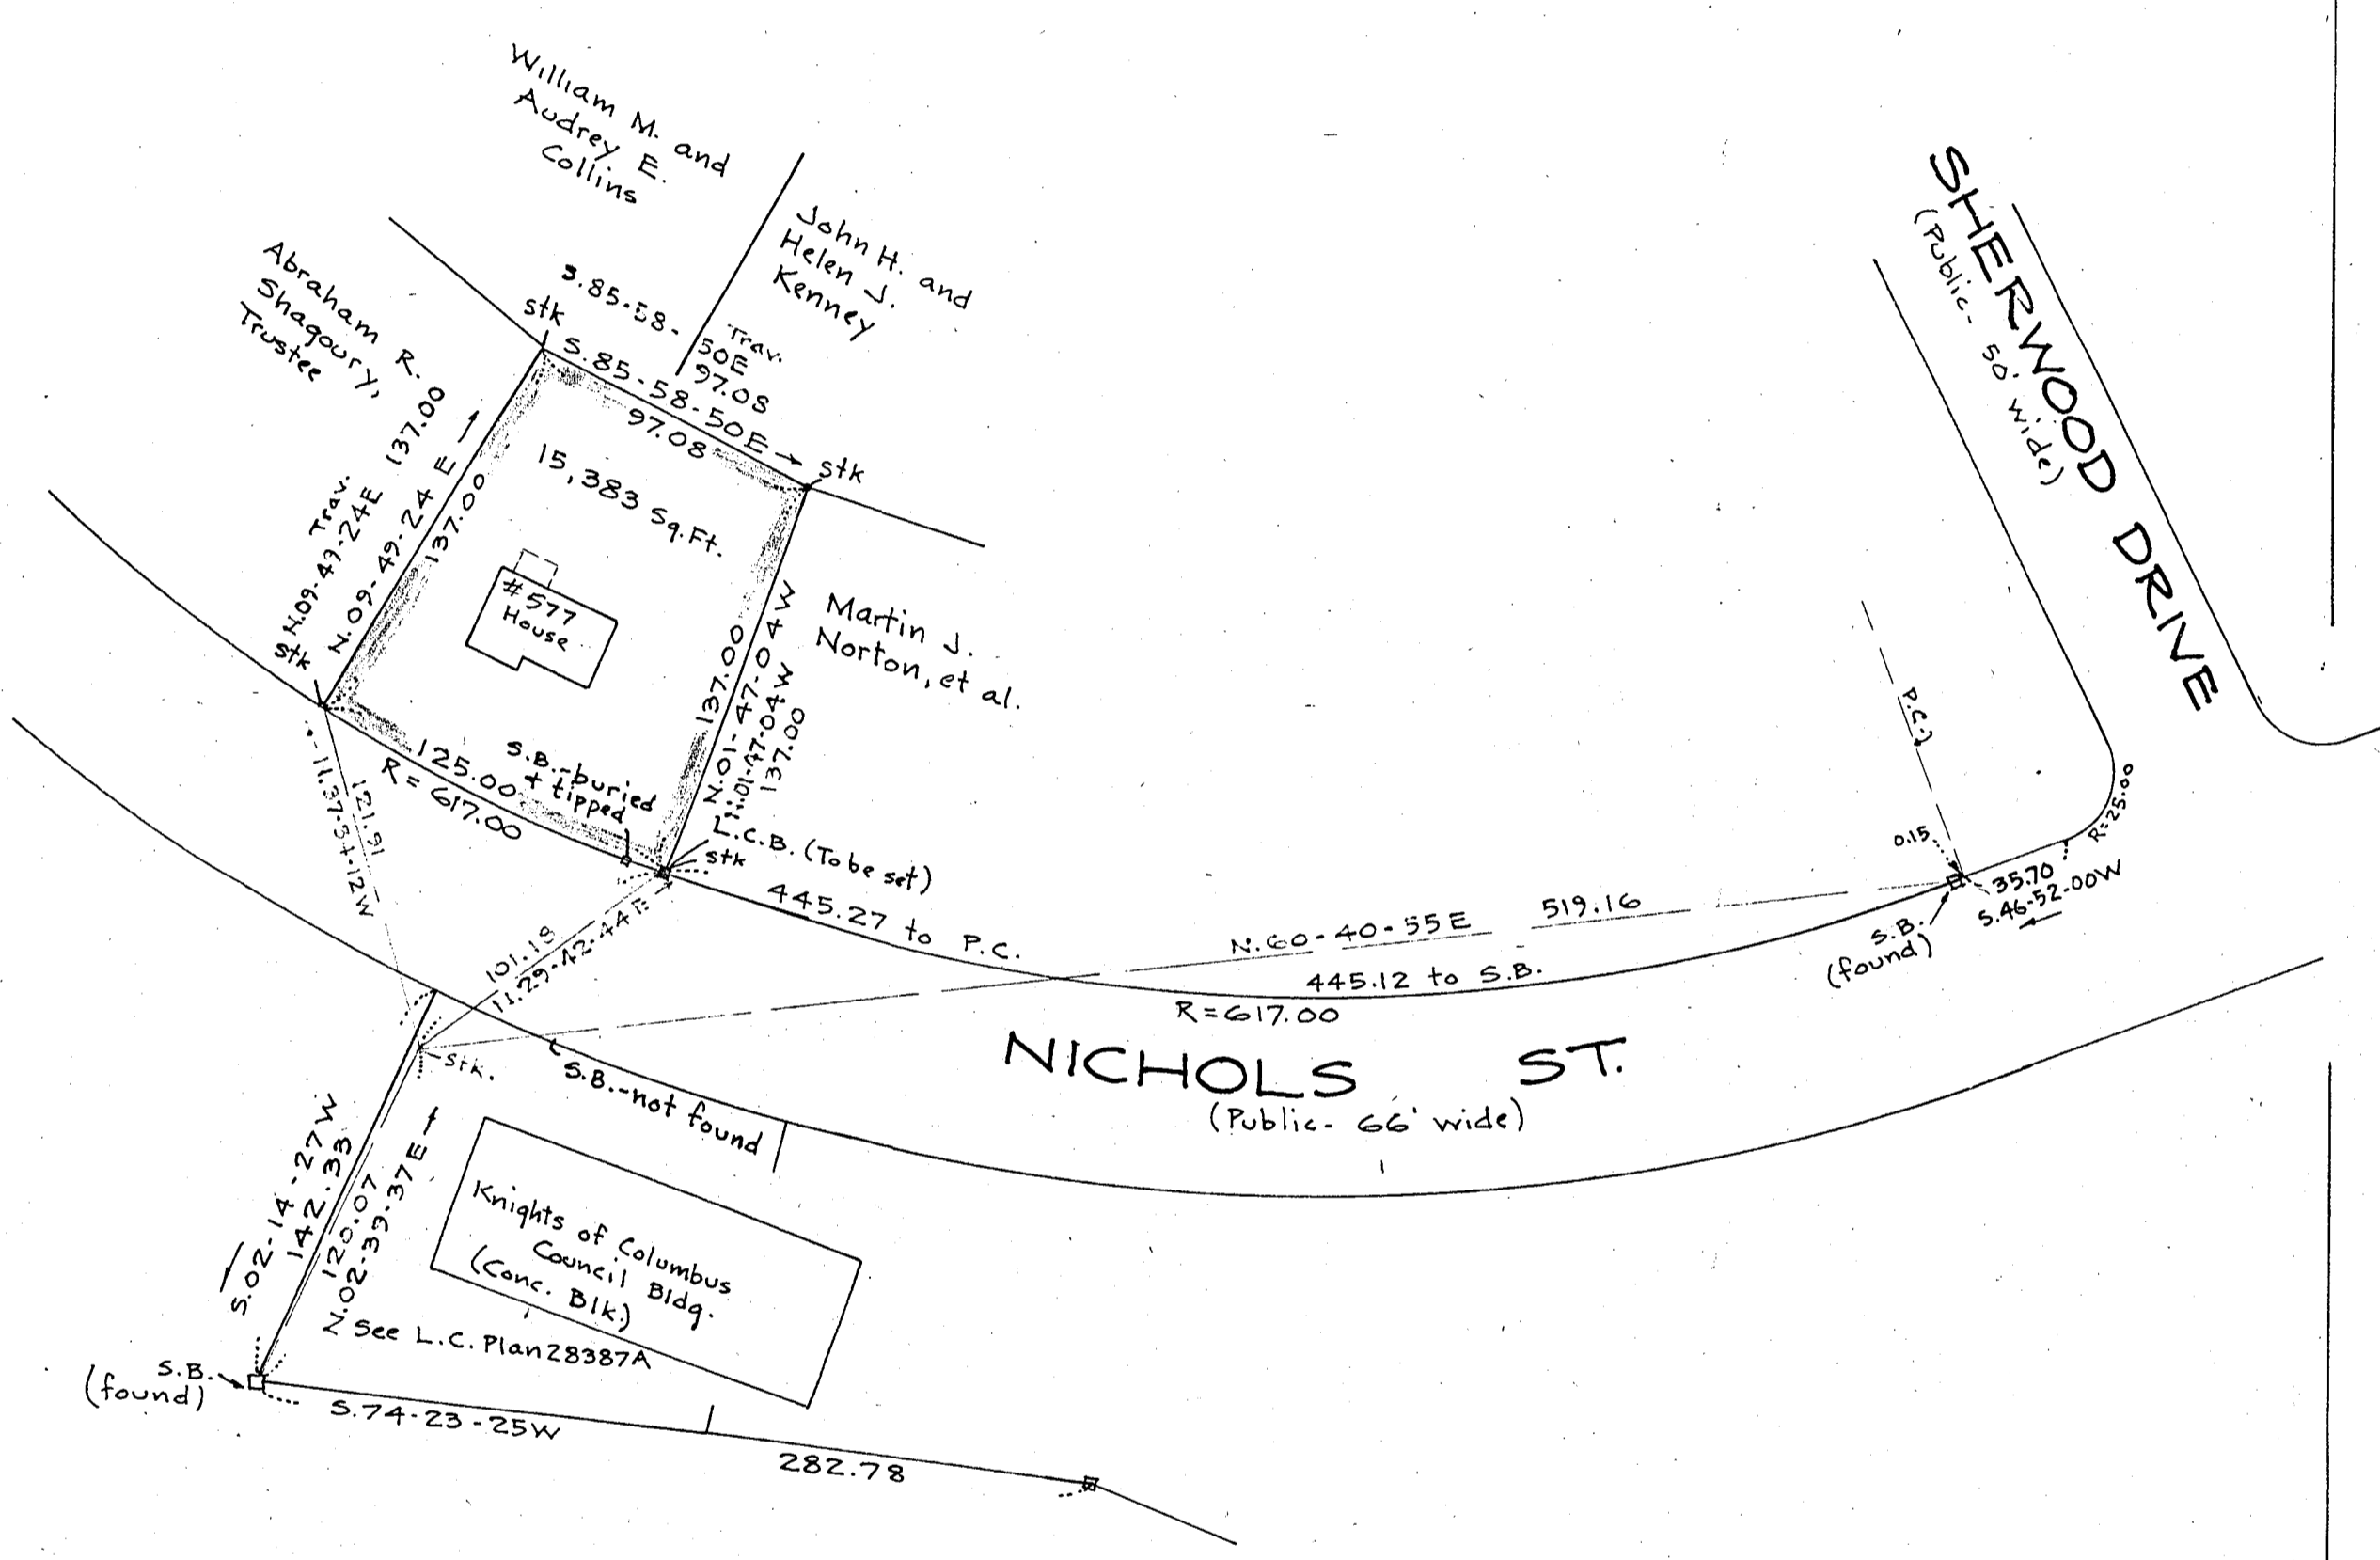 William M. and
Audrey E.
Collins
John H. and
Helen J.
Kenney
Abraham R.
Shagoury,
Trustee
SHERWOOD DRIVE
(Public- 50' wide)
S.85-58-
50E
Trav.
97.08
stk
S.85-58-50E
97.08
stk
15,383 Sq.Ft.
Trav.
N.09-49-24E 137.00
N.09-49-24 E
137.00
stk
#577
House
137.00
N.01-47-04W
N.01-47-04W
137.00
Martin J.
Norton, et al.
125.00
R= 617.00
S.B.-buried
+ tipped
L.C.B. (To be set)
stk
121.91
101.19
445.27 to P.C.
N.60-40-55E 519.16
445.12 to S.B.
R=617.00
P.C.
0.15
35.70
S.46-52-00W
R=25.00
S.B.
(found)
NICHOLS ST.
(Public- 66' wide)
stk.
S.B.-not found
S.02-14-27W
142.33
120.07
N.02-39-37E
Knights of Columbus
Council Bldg.
(Conc. Blk.)
See L.C. Plan 28387A
S.B.
(found)
S.74-23-25W
282.78